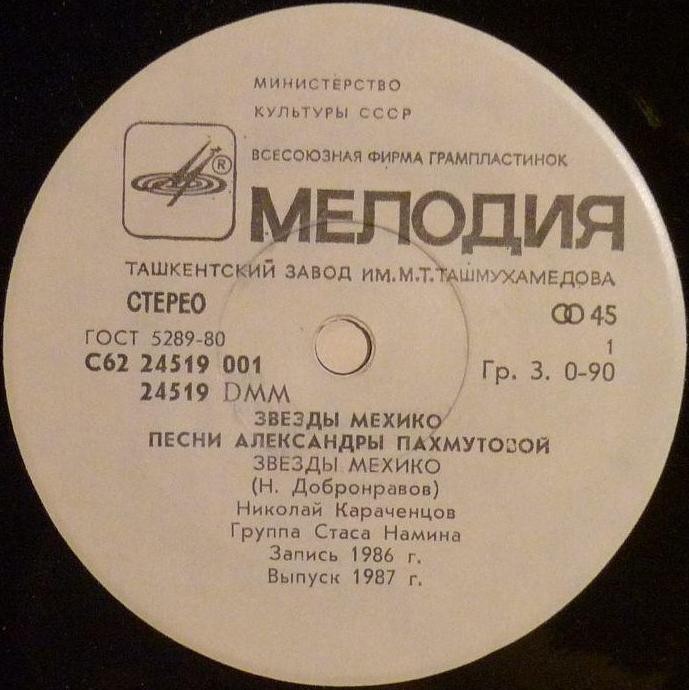 МИНИСТЕРСТВО
КУЛЬТУРЫ СССР
ВСЕСОЮЗНАЯ ФИРМА ГРАМПЛАСТИНОК
®
МЕЛОДИЯ
ТАШКЕНТСКИЙ ЗАВОД ИМ. М.Т.ТАШМУХАМЕДОВА
СТЕРЕО
45
ГОСТ 5289-80
1
С62 24519 001
Гр. 3. 0-90
24519 DMM
ЗВЕЗДЫ МЕХИКО
ПЕСНИ АЛЕКСАНДРЫ ПАХМУТОВОЙ
ЗВЕЗДЫ МЕХИКО
(Н. Добронравов)
Николай Караченцов
Группа Стаса Намина
Запись 1986 г.
Выпуск 1987 г.